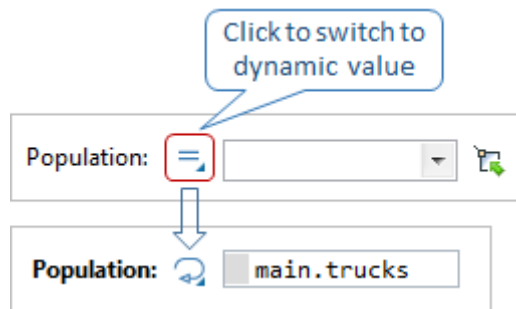 Click to switch to
dynamic value
Population:
Population: main.trucks